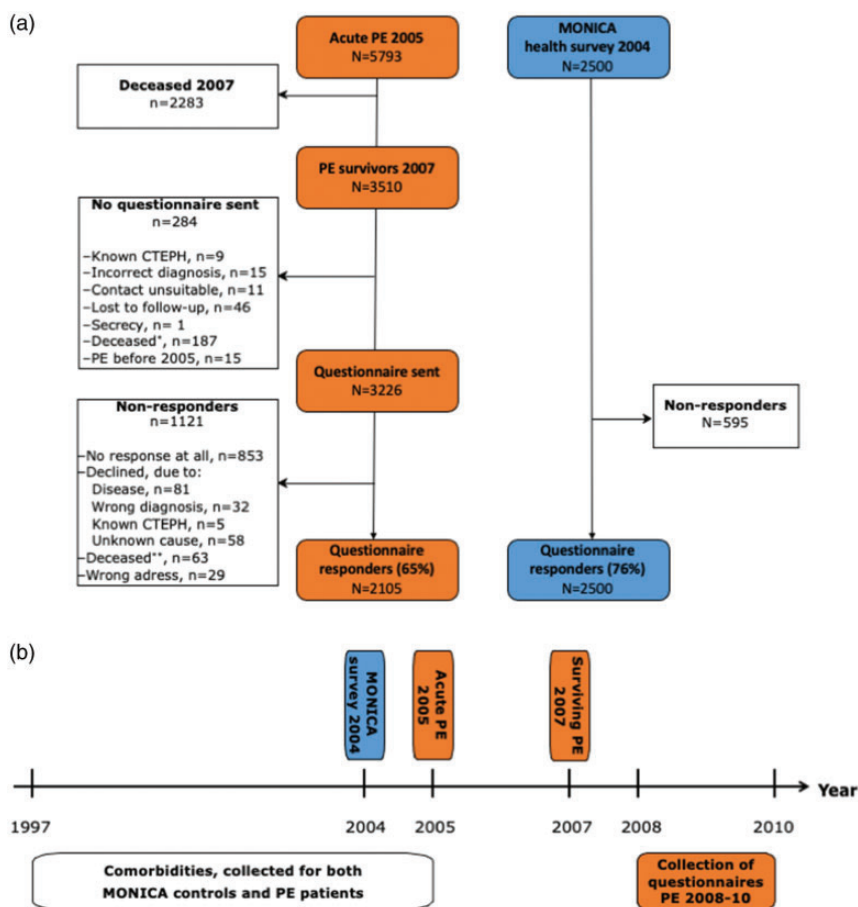 (a)
Acute PE 2005
N=5793
MONICA
health survey 2004
N=2500
Deceased 2007
n=2283
PE survivors 2007
N=3510
No questionnaire sent
n=284
–Known CTEPH, n=9
–Incorrect diagnosis, n=15
–Contact unsuitable, n=11
–Lost to follow-up, n=46
–Secrecy, n= 1
–Deceased*, n=187
–PE before 2005, n=15
Questionnaire sent
N=3226
Non-responders
n=1121
–No response at all, n=853
–Declined, due to:
Disease, n=81
Wrong diagnosis, n=32
Known CTEPH, n=5
Unknown cause, n=58
–Deceased**, n=63
–Wrong adress, n=29
Non-responders
N=595
Questionnaire
responders (65%)
N=2105
Questionnaire
responders (76%)
N=2500
(b)
MONICA
survey 2004
Acute PE
2005
Surviving PE
2007
Year
1997
2004
2005
2007
2008
2010
Comorbidities, collected for both
MONICA controls and PE patients
Collection of
questionnaires
PE 2008-10